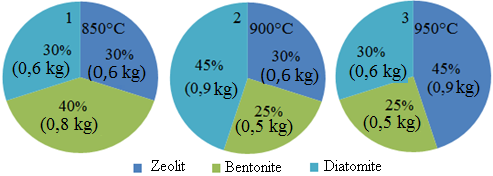 1
850°C
30%
(0,6 kg)
30%
(0,6 kg)
40%
(0,8 kg)
2
900°C
45%
(0,9 kg)
30%
(0,6 kg)
25%
(0,5 kg)
3
950°C
30%
(0,6 kg)
45%
(0,9 kg)
25%
(0,5 kg)
Zeolit Bentonite Diatomite